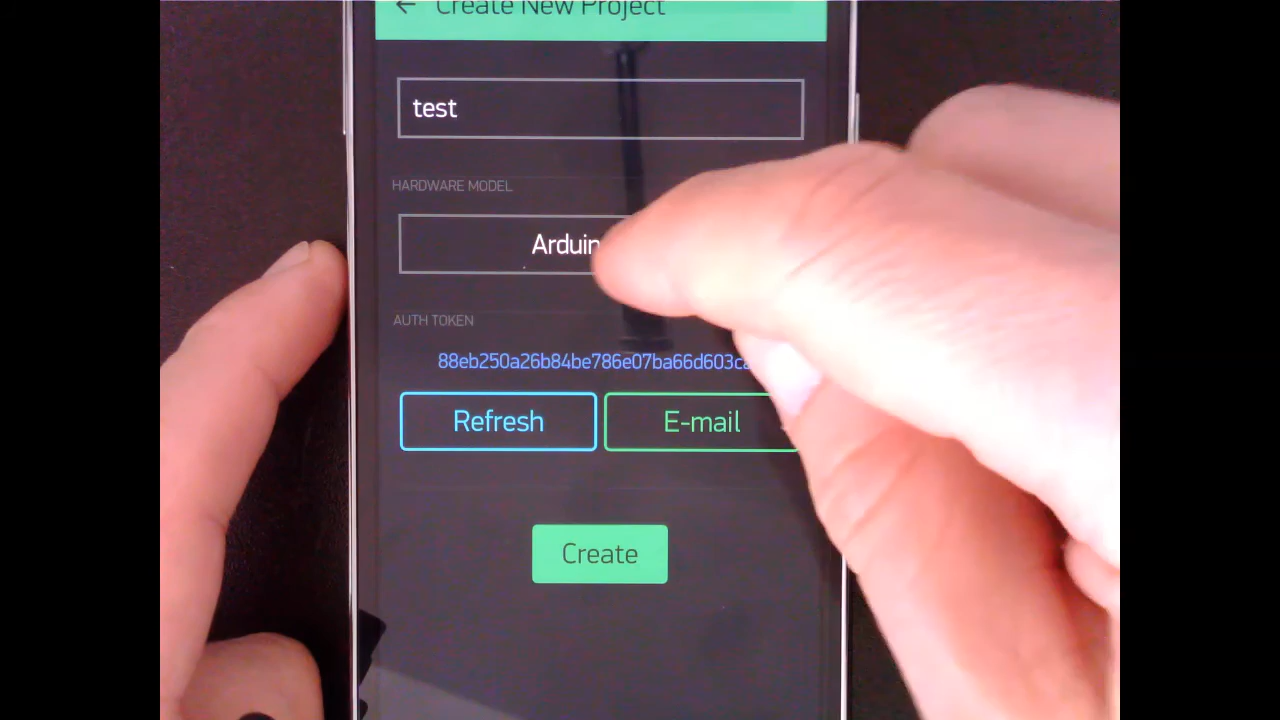 ← Create New Project
test
HARDWARE MODEL
Arduin
AUTH TOKEN
88eb250a26b84be786e07ba66d603c
Refresh E-mail
Create